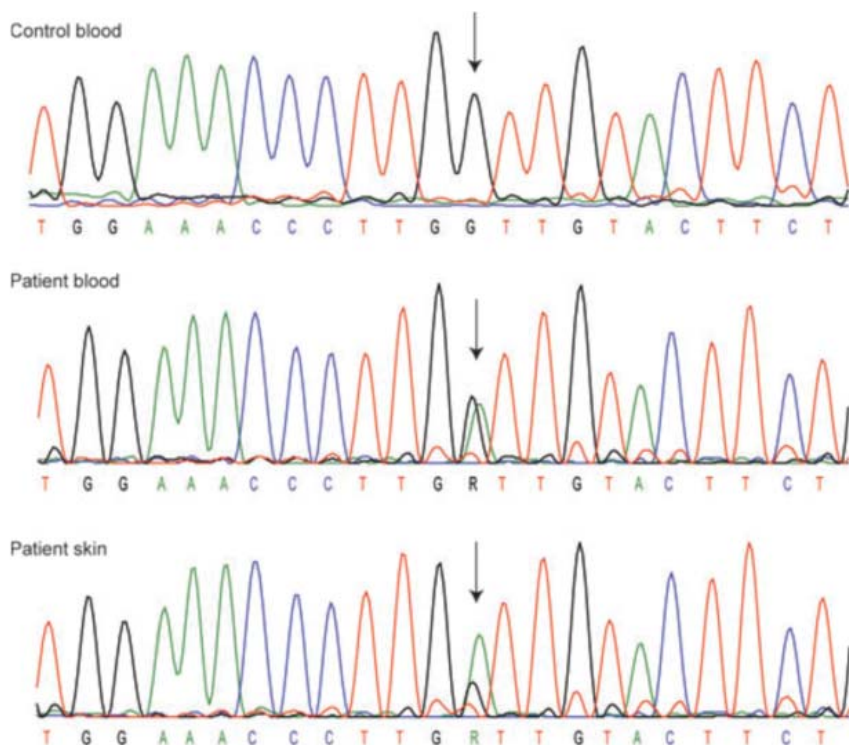 Control blood
T G G A A A C C C T T G G T T G T A C T T C T
Patient blood
T G G A A A C C C T T G R T T G T A C T T C T
Patient skin
T G G A A A C C C T T G R T T G T A C T T C T